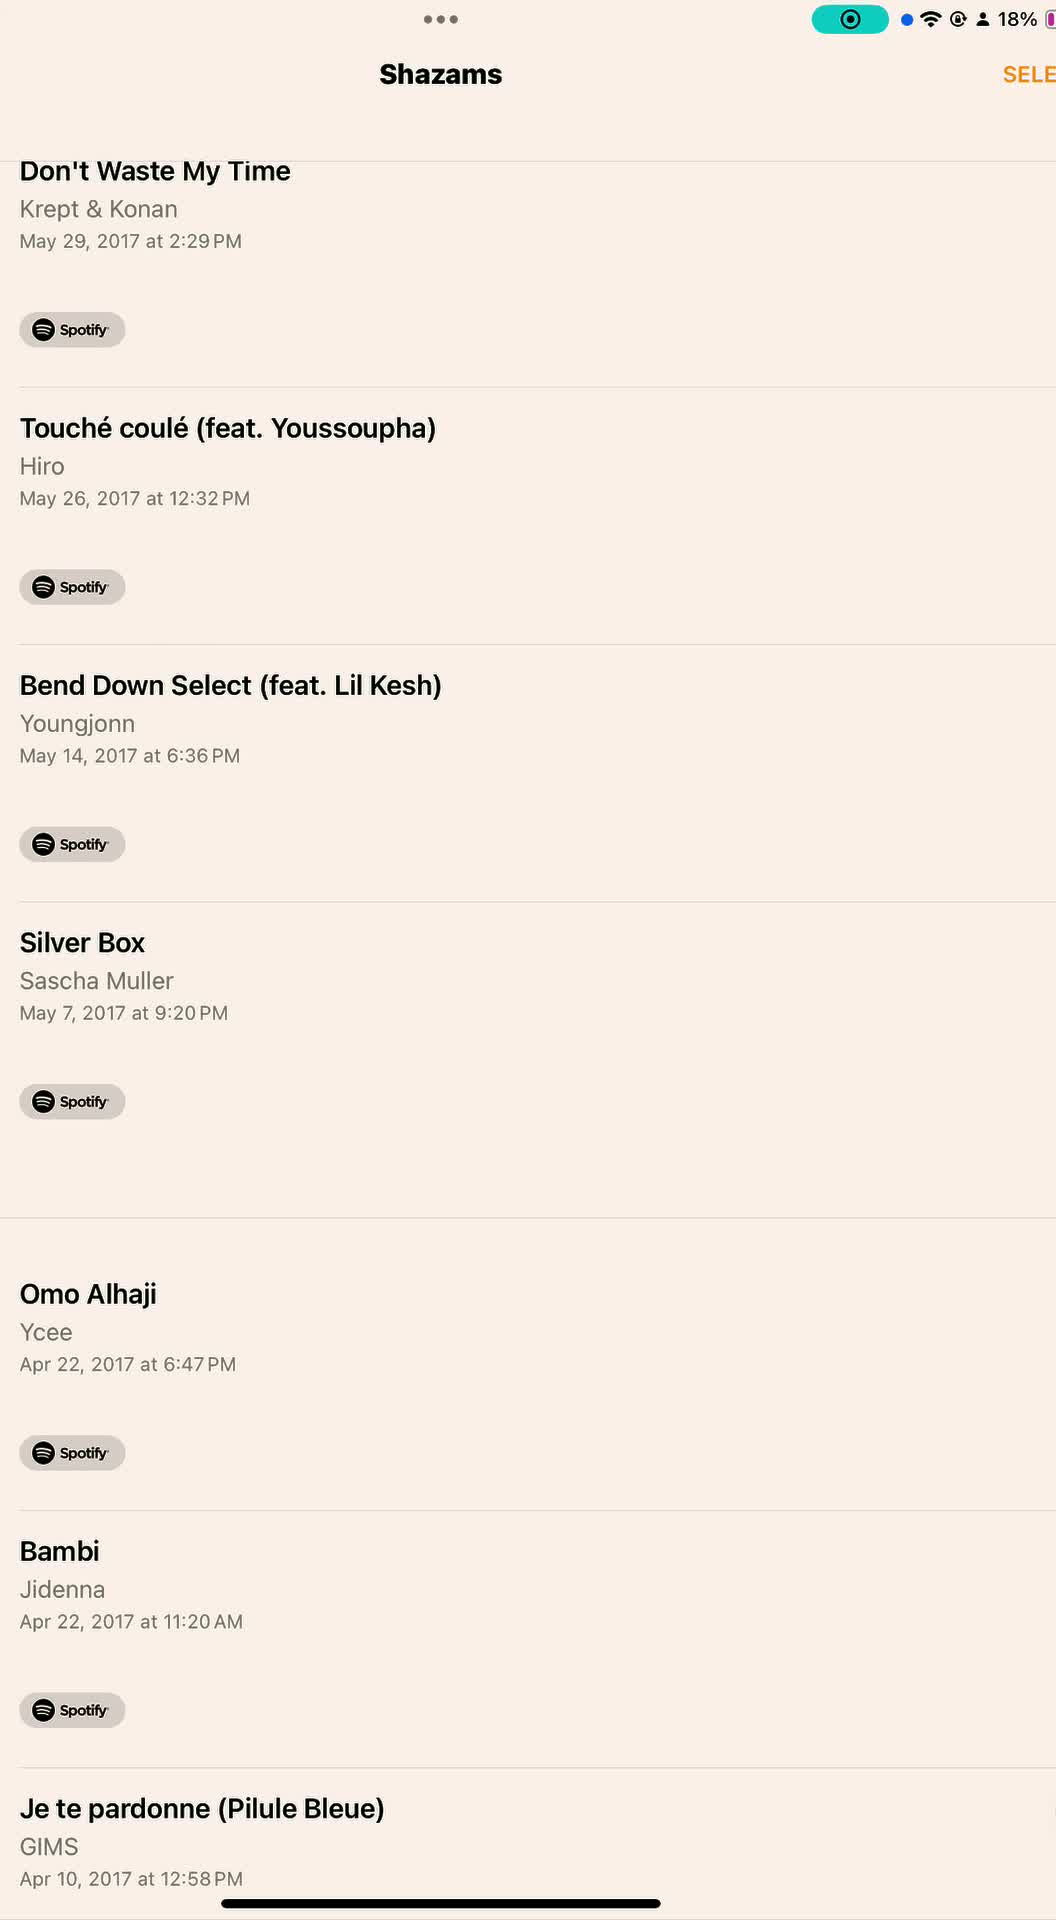 18%
Shazams
SELE
Don't Waste My Time
Krept & Konan
May 29, 2017 at 2:29 PM
Spotify
Touché coulé (feat. Youssoupha)
Hiro
May 26, 2017 at 12:32 PM
Spotify
Bend Down Select (feat. Lil Kesh)
Youngjonn
May 14, 2017 at 6:36 PM
Spotify
Silver Box
Sascha Muller
May 7, 2017 at 9:20 PM
Spotify
Omo Alhaji
Ycee
Apr 22, 2017 at 6:47 PM
Spotify
Bambi
Jidenna
Apr 22, 2017 at 11:20 AM
Spotify
Je te pardonne (Pilule Bleue)
GIMS
Apr 10, 2017 at 12:58 PM